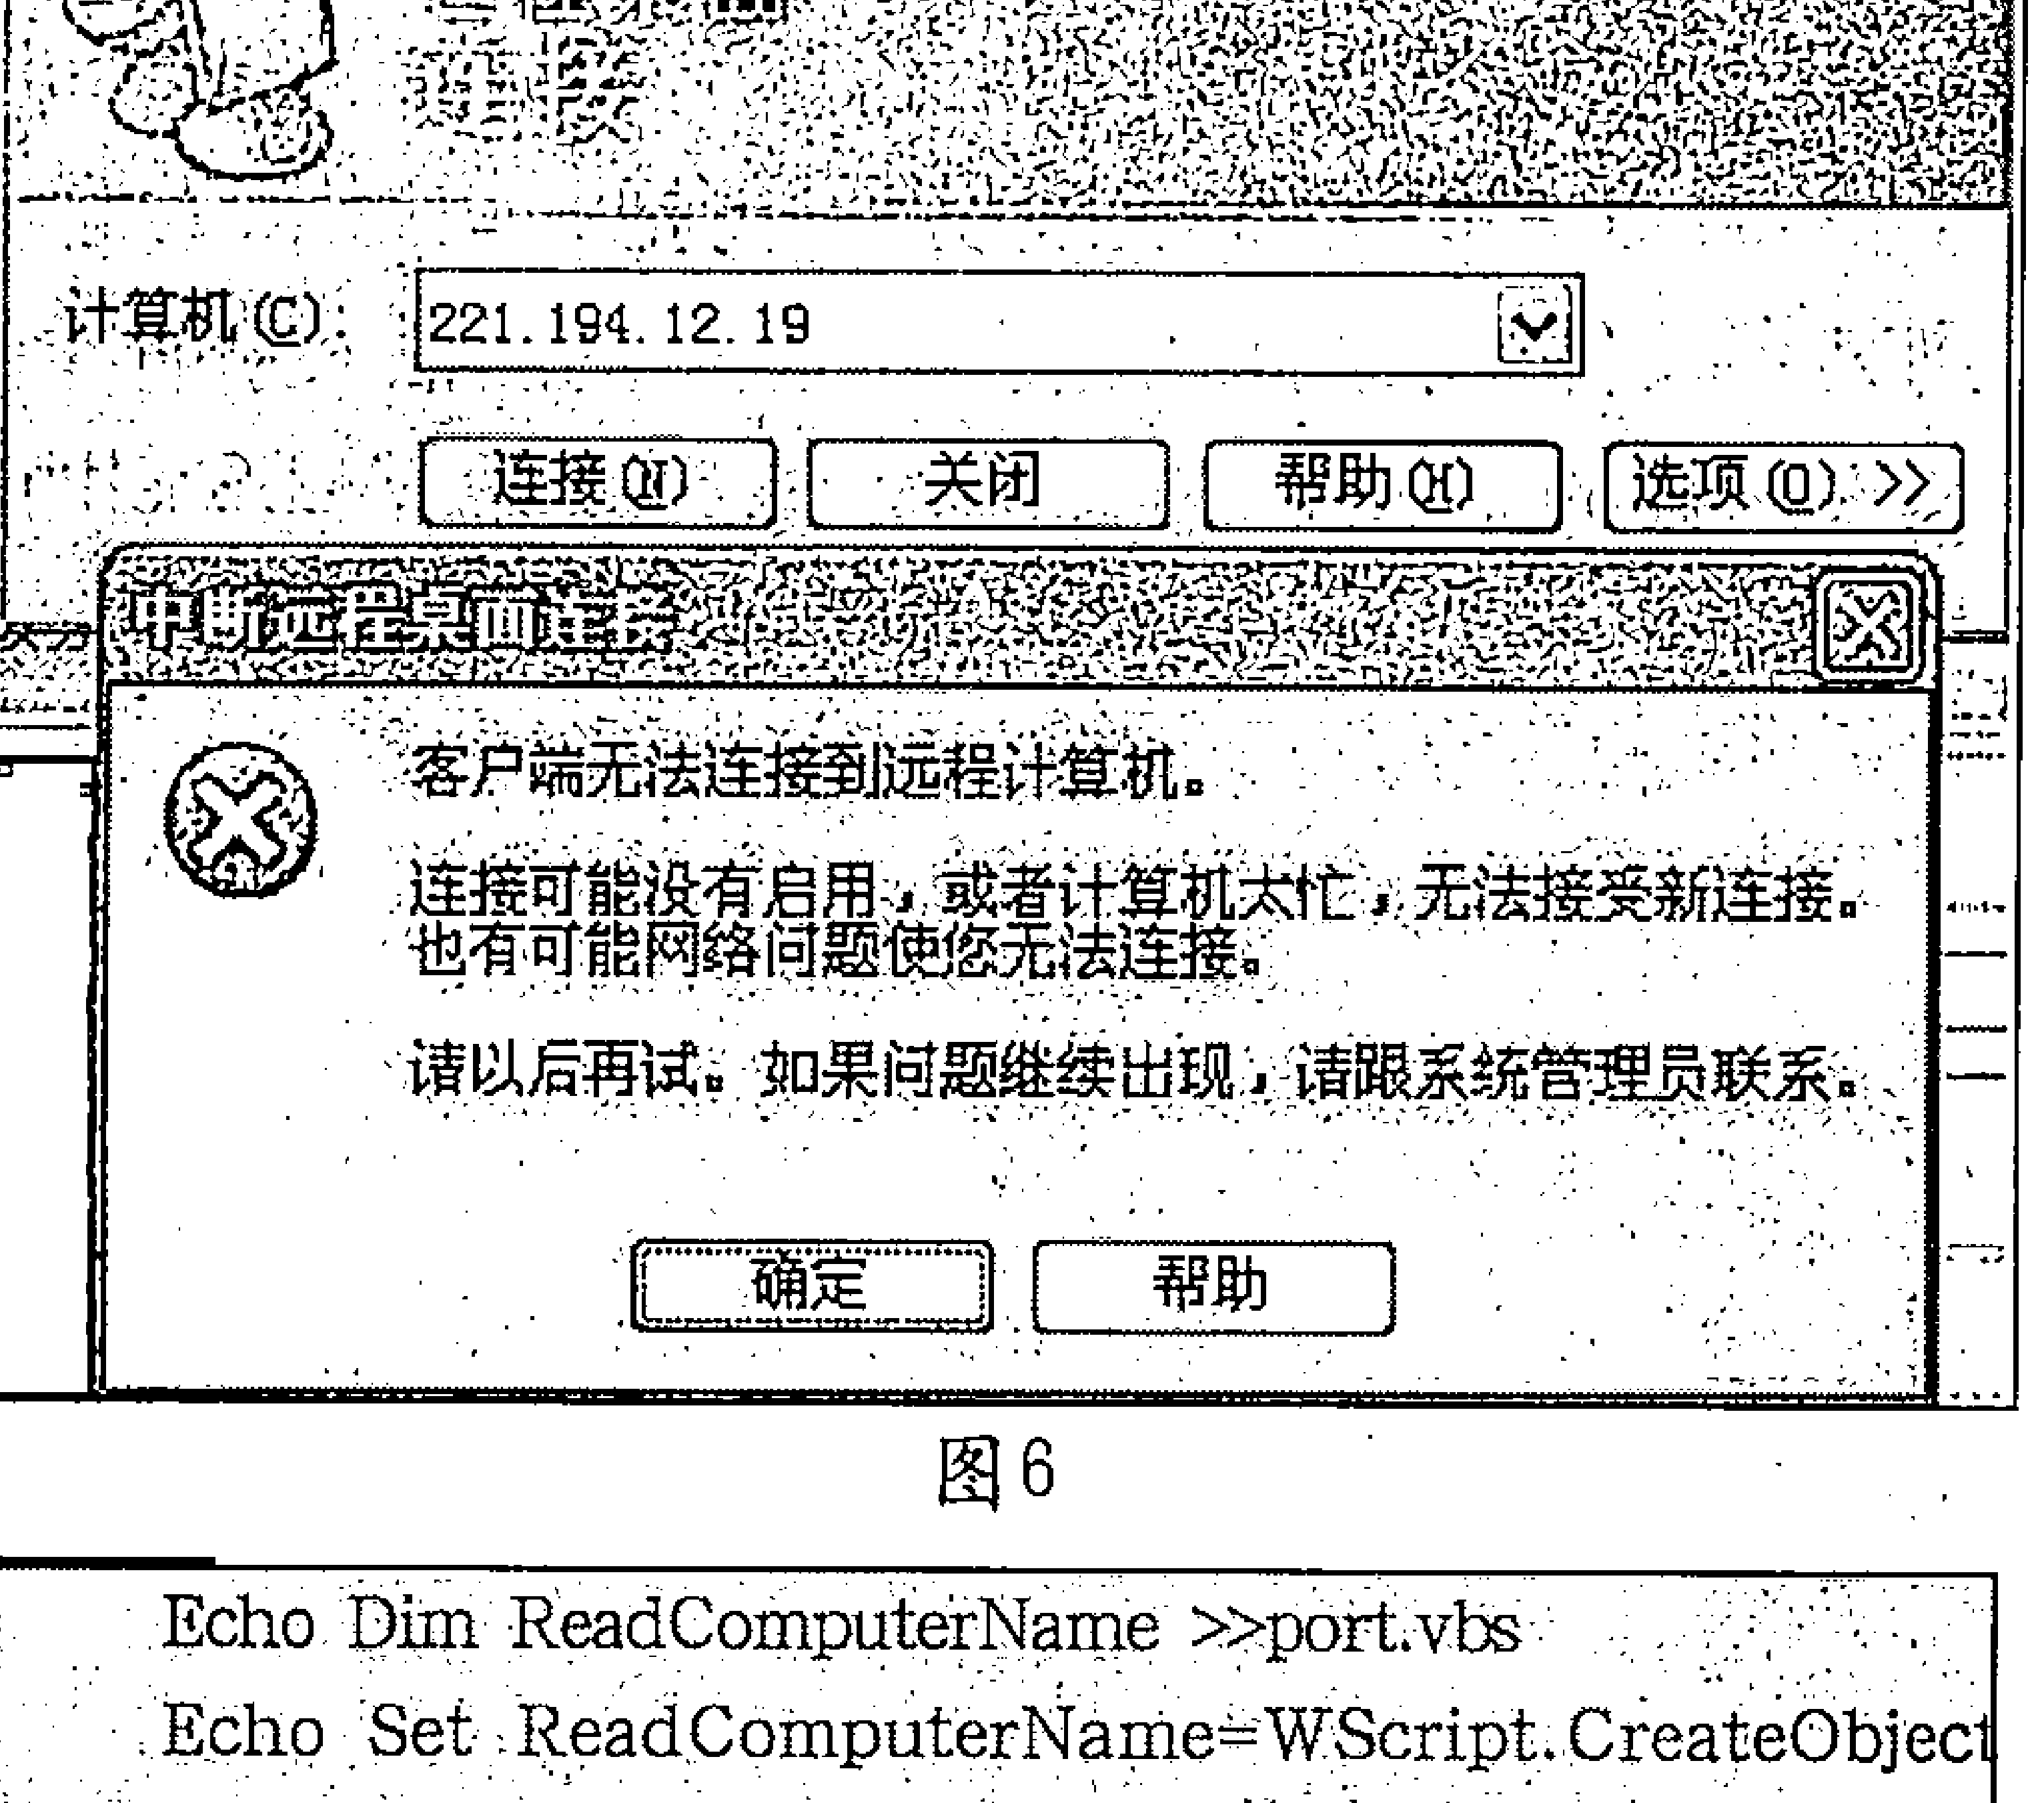 连接
计算机(C):
221.194.12.19
连接(N) 关闭 帮助(H) 选项(O) >>
中断远程桌面连接
客户端无法连接到远程计算机。
连接可能没有启用，或者计算机太忙，无法接受新连接。
也有可能网络问题使您无法连接。
请以后再试。如果问题继续出现，请跟系统管理员联系。
确定 帮助
图6
Echo Dim ReadComputerName >>port.vbs
Echo Set ReadComputerName=WScript.CreateObject